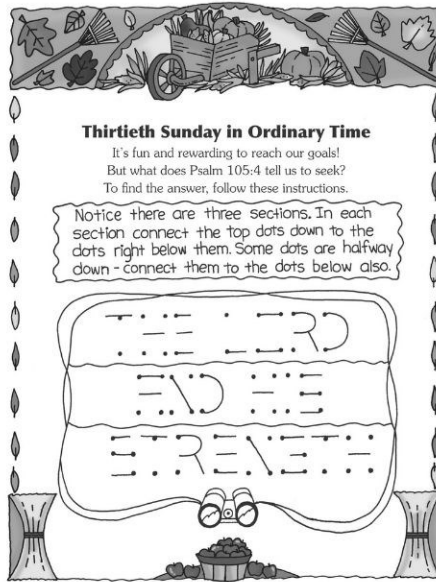 Thirtieth Sunday in Ordinary Time
It's fun and rewarding to reach our goals!
But what does Psalm 105:4 tell us to seek?
To find the answer, follow these instructions.
Notice there are three sections. In each
section connect the top dots down to the
dots right below them. Some dots are halfway
down - connect them to the dots below also.